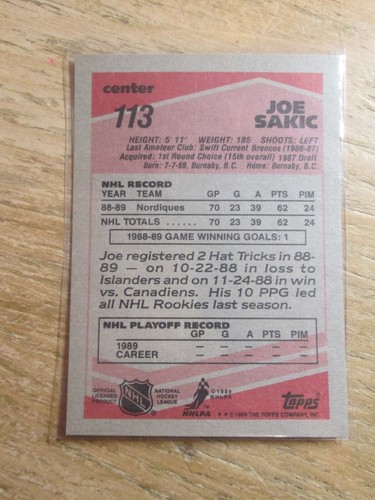 center
113
JOE
SAKIC
HEIGHT: 5' 11" WEIGHT: 185 SHOOTS: LEFT
Last Amateur Club: Swift Current Broncos (1986-87)
Acquired: 1st Round Choice (15th overall) 1987 Draft
Born: 7-7-69, Burnaby, B.C. Home: Burnaby, B.C.
NHL RECORD
YEAR TEAM GP G A PTS PIM
88-89 Nordiques 70 23 39 62 24
NHL TOTALS ...... 70 23 39 62 24
1988-89 GAME WINNING GOALS: 1
Joe registered 2 Hat Tricks in 88-
89 — on 10-22-88 in loss to
Islanders and on 11-24-88 in win
vs. Canadiens. His 10 PPG led
all NHL Rookies last season.
NHL PLAYOFF RECORD
GP G A PTS PIM
1989 — — — — —
CAREER — — — — —
OFFICIAL
LICENSED
PRODUCT
NHL
NATIONAL
HOCKEY
LEAGUE
© 1989
NHLPA
NHLPA™
topps
© 1989 THE TOPPS COMPANY, INC.